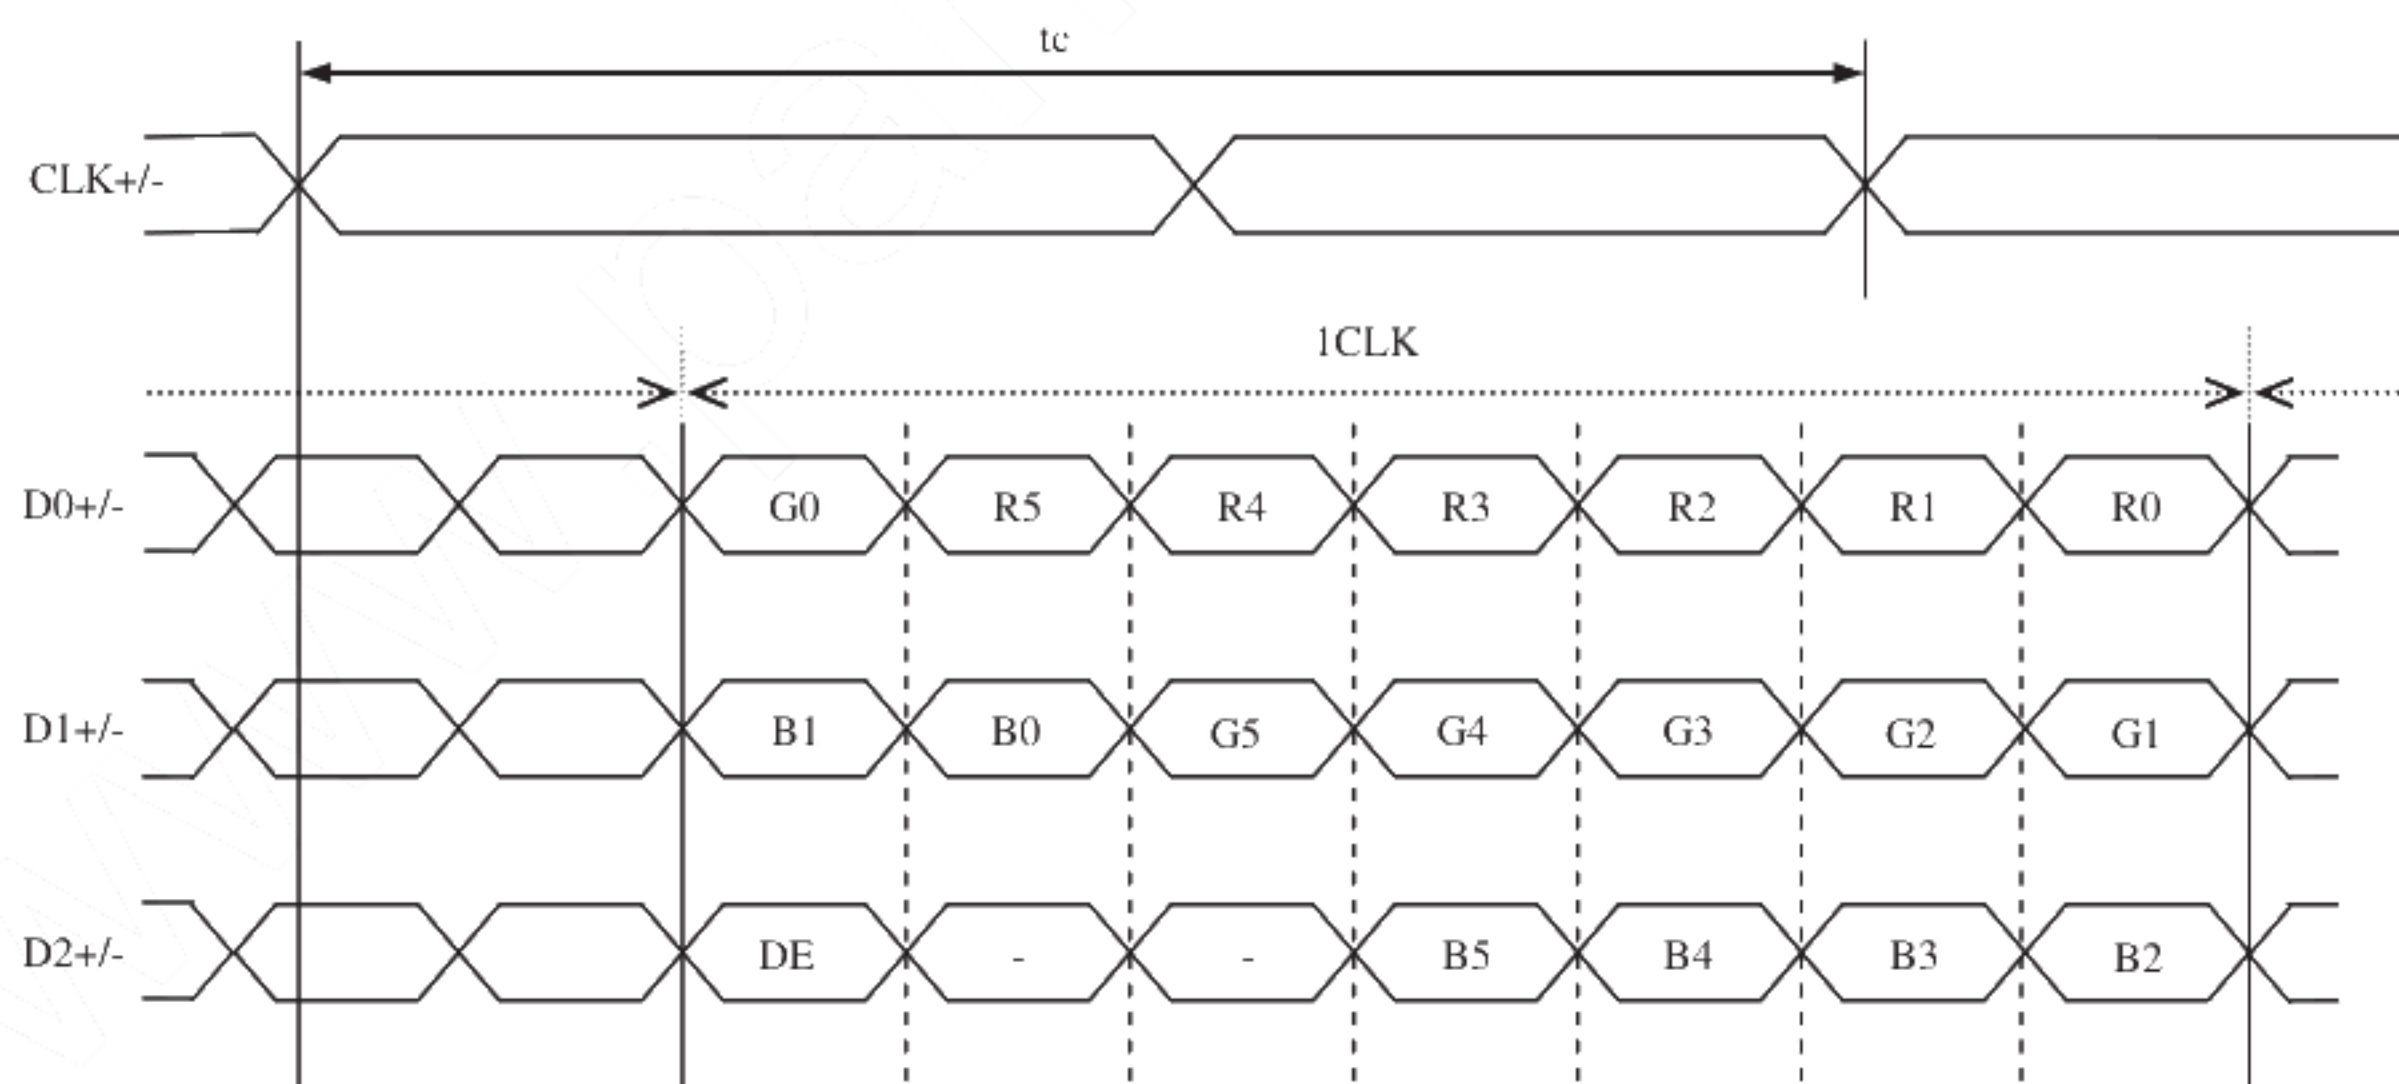 tc
CLK+/-
1CLK
D0+/- G0 R5 R4 R3 R2 R1 R0
D1+/- B1 B0 G5 G4 G3 G2 G1
D2+/- DE - - B5 B4 B3 B2